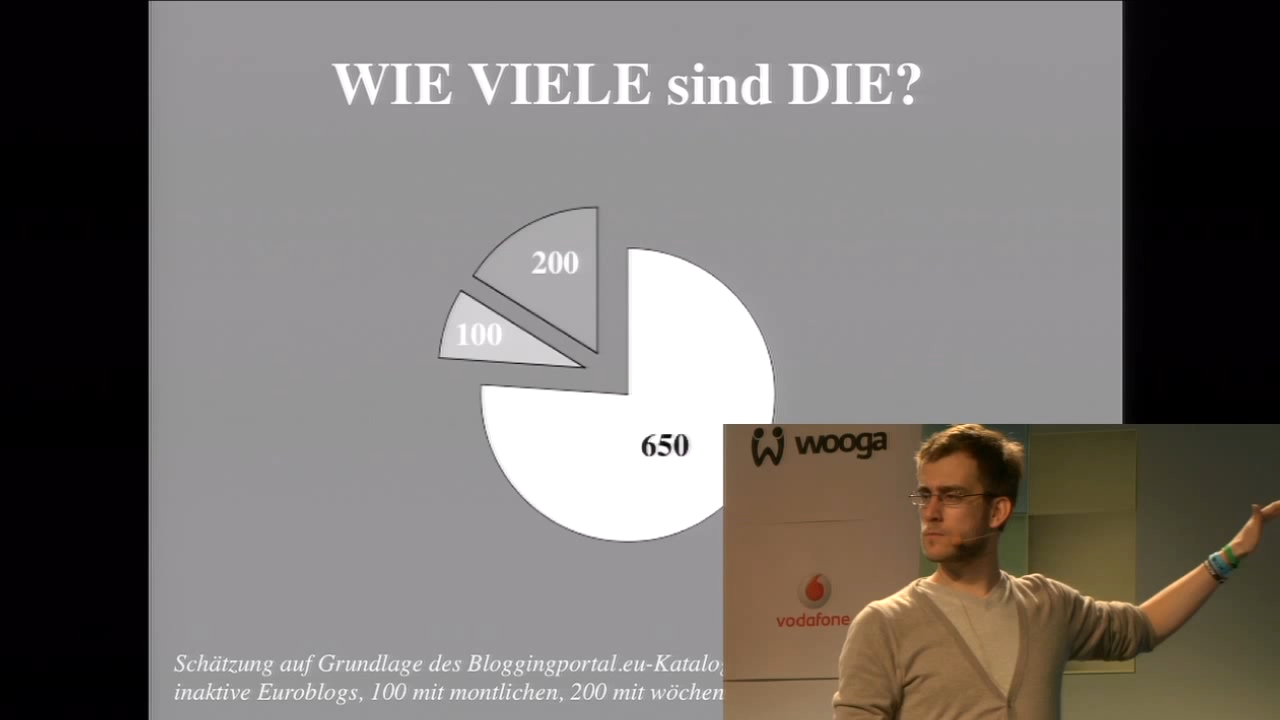 WIE VIELE sind DIE?
200
100
650
wooga
vodafone
Schätzung auf Grundlage des Bloggingportal.eu-Katalog
inaktive Euroblogs, 100 mit montlichen, 200 mit wöchen